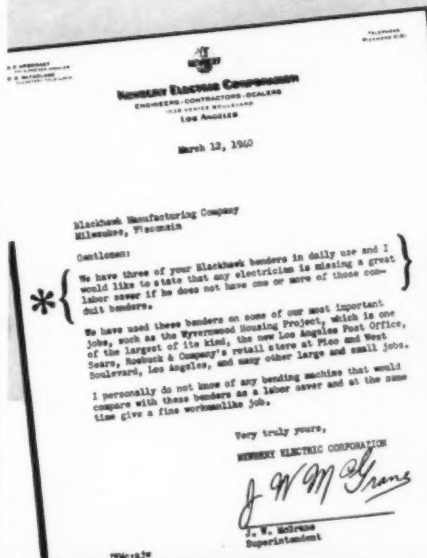 NEWBERY
TELEPHONE
NEWBERY ELECTRIC CORPORATION
ENGINEERS-CONTRACTORS-DEALERS
1038 VENICE BOULEVARD
LOS ANGELES
March 12, 1940
Blackhawk Manufacturing Company
Milwaukee, Wisconsin
Gentlemen:
We have three of your Blackhawk benders in daily use and I
would like to state that any electrician is missing a great
labor saver if he does not have one or more of those con-
duit benders.
We have used these benders on some of our most important
jobs, such as the Wyvernwood Housing Project, which is one
of the largest of its kind, the new Los Angeles Post Office,
Sears, Roebuck & Company's retail store at Pico and West
Boulevard, Los Angeles, and many other large and small jobs.
I personally do not know of any bending machine that would
compare with these benders as a labor saver and at the same
time give a fine workmanlike job.
Very truly yours,
NEWBERY ELECTRIC CORPORATION
J W McGrane
J. W. McGrane
Superintendent